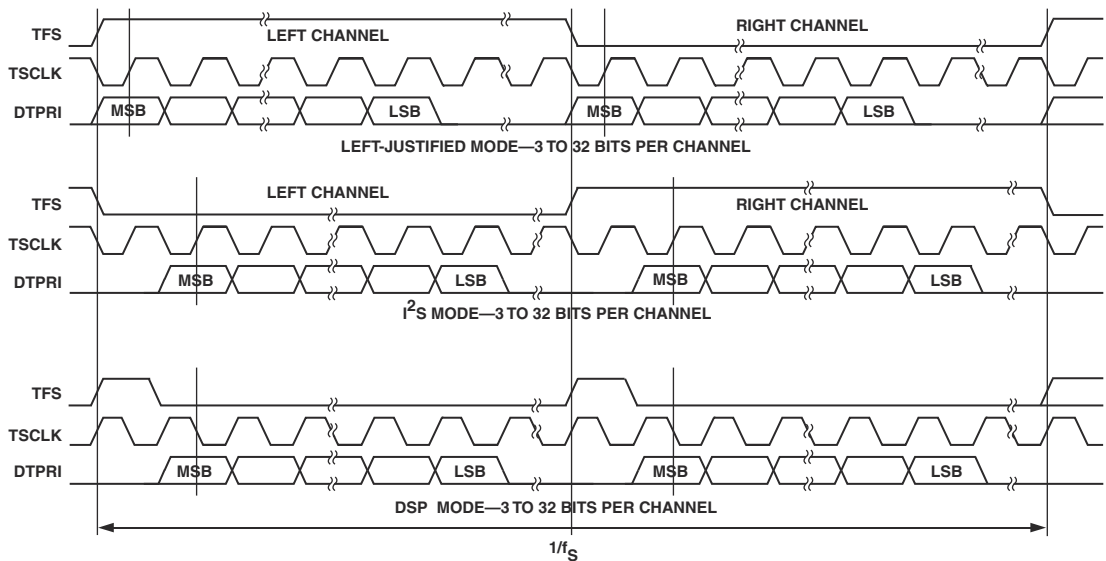 TFS LEFT CHANNEL RIGHT CHANNEL
TSCLK
DTPRI MSB LSB MSB LSB
LEFT-JUSTIFIED MODE—3 TO 32 BITS PER CHANNEL
TFS LEFT CHANNEL RIGHT CHANNEL
TSCLK
DTPRI MSB LSB MSB LSB
I²S MODE—3 TO 32 BITS PER CHANNEL
TFS
TSCLK
DTPRI MSB LSB MSB LSB
DSP MODE—3 TO 32 BITS PER CHANNEL
1/fS